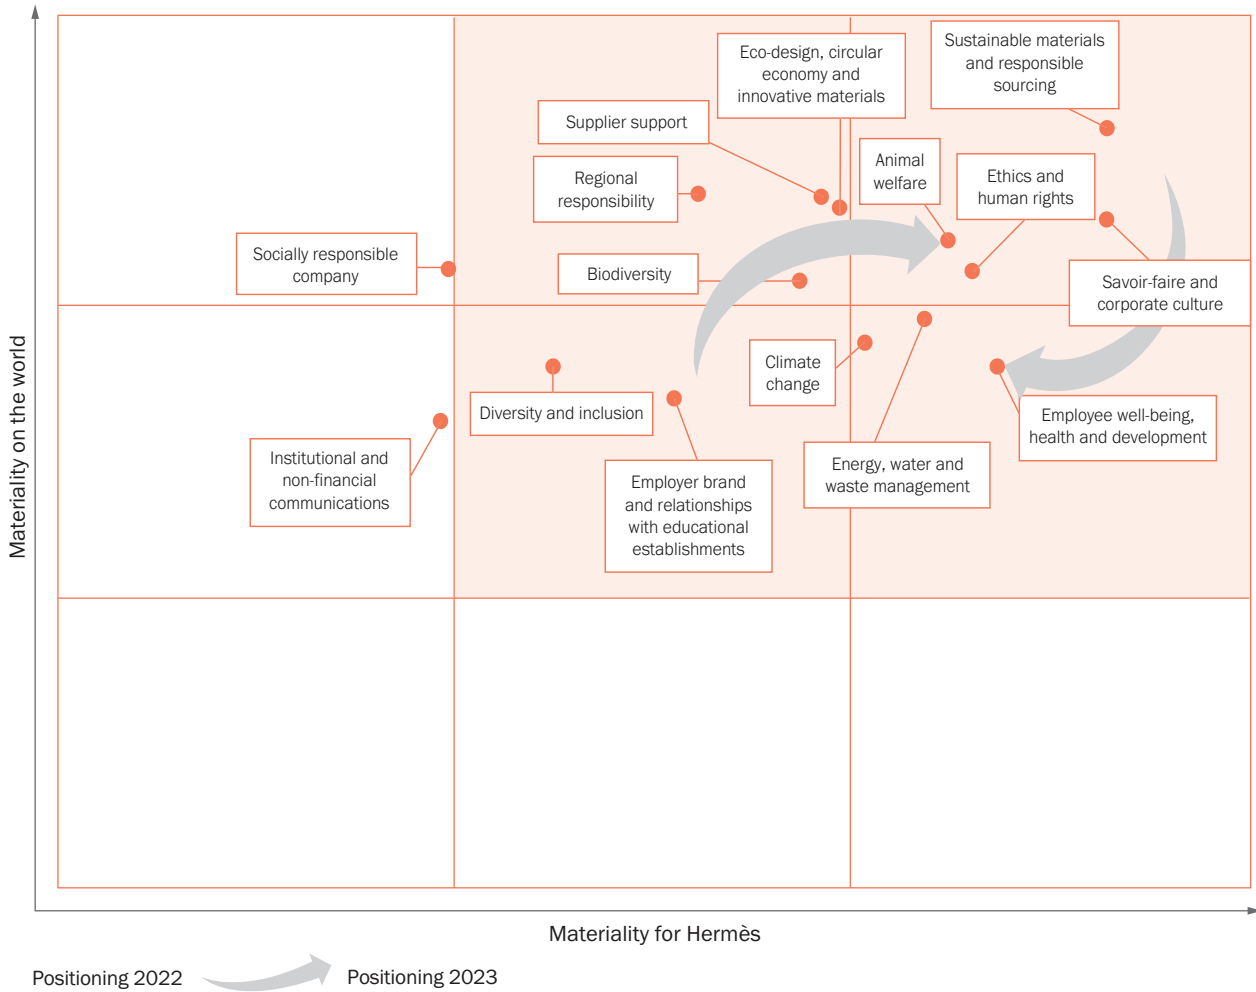 Materiality on the world
Eco-design, circular
economy and
innovative materials
Sustainable materials
and responsible
sourcing
Supplier support
Animal
welfare
Ethics and
human rights
Regional
responsibility
Socially responsible
company
Biodiversity
Savoir-faire and
corporate culture
Climate
change
Diversity and inclusion
Employee well-being,
health and development
Institutional and
non-financial
communications
Energy, water and
waste management
Employer brand
and relationships
with educational
establishments
Materiality for Hermès
Positioning 2022
Positioning 2023